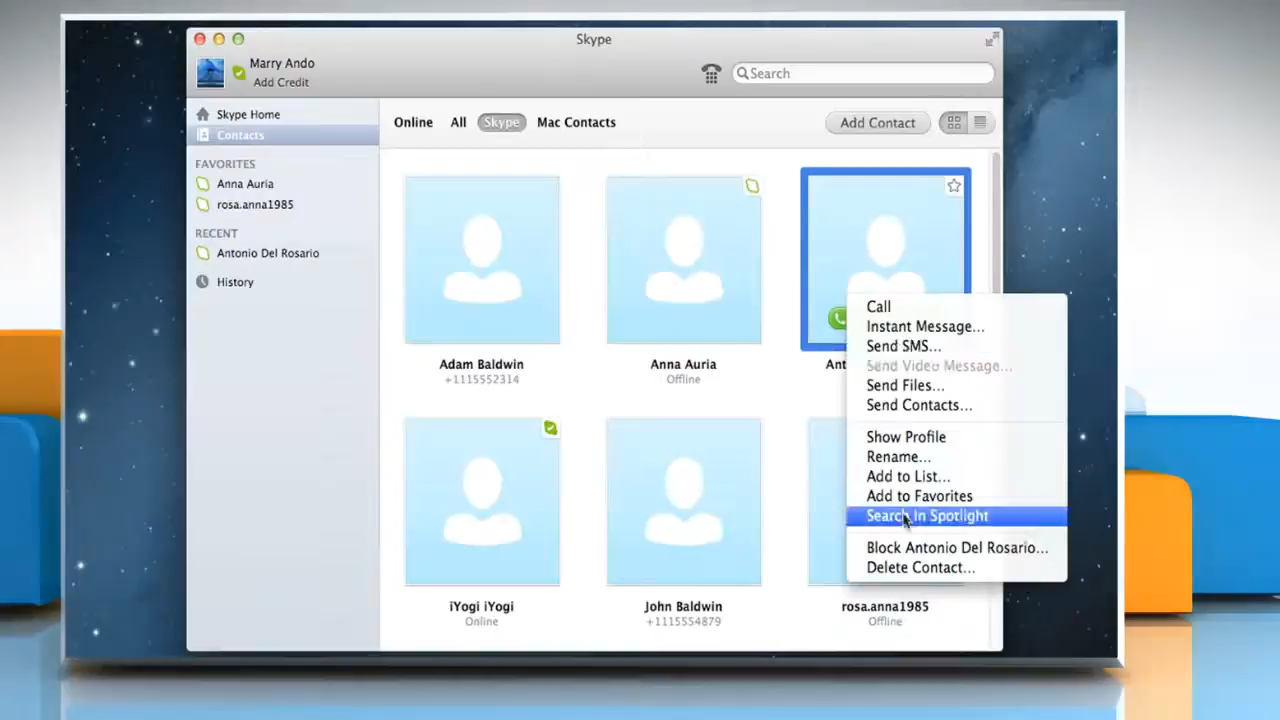 Skype
Marry Ando
Add Credit
Search
Skype Home
Contacts
FAVORITES
Anna Auria
rosa.anna1985
RECENT
Antonio Del Rosario
History
Online All Skype Mac Contacts
Add Contact
Adam Baldwin
+1115552314
Anna Auria
Offline
Ant
iYogi iYogi
Online
John Baldwin
+1115554879
rosa.anna1985
Offline
Call
Instant Message...
Send SMS...
Send Video Message...
Send Files...
Send Contacts...
Show Profile
Rename...
Add to List...
Add to Favorites
Search In Spotlight
Block Antonio Del Rosario...
Delete Contact...